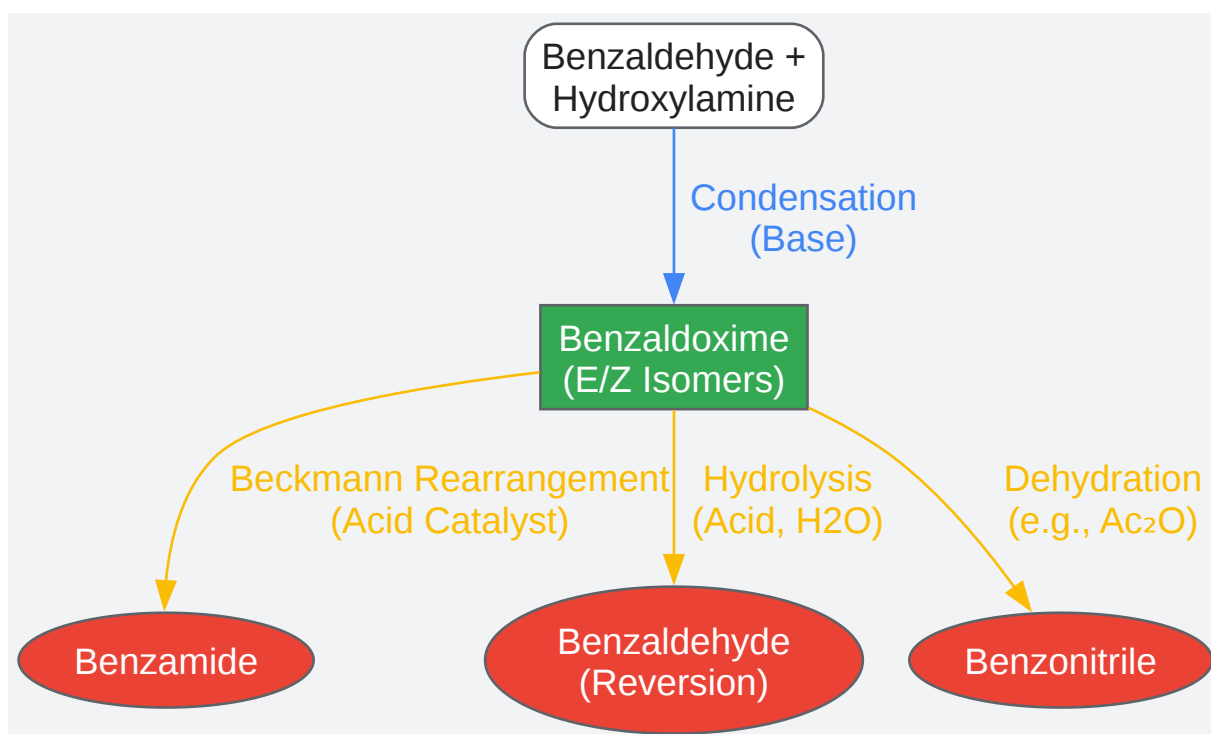 Benzaldehyde +
Hydroxylamine
Condensation
(Base)
Benzaldoxime
(E/Z Isomers)
Beckmann Rearrangement
(Acid Catalyst)
Hydrolysis
(Acid, H2O)
Dehydration
(e.g., Ac₂O)
Benzamide
Benzaldehyde
(Reversion)
Benzonitrile